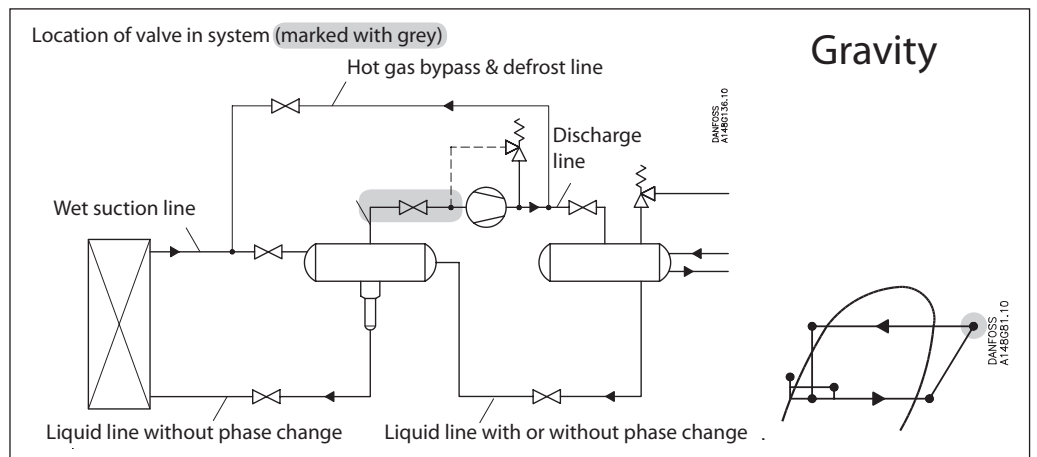 Location of valve in system (marked with grey)
Gravity
Hot gas bypass & defrost line
DANFOSS
A148G136.10
Discharge
line
Wet suction line
DANFOSS
A148G81.10
Liquid line without phase change
Liquid line with or without phase change